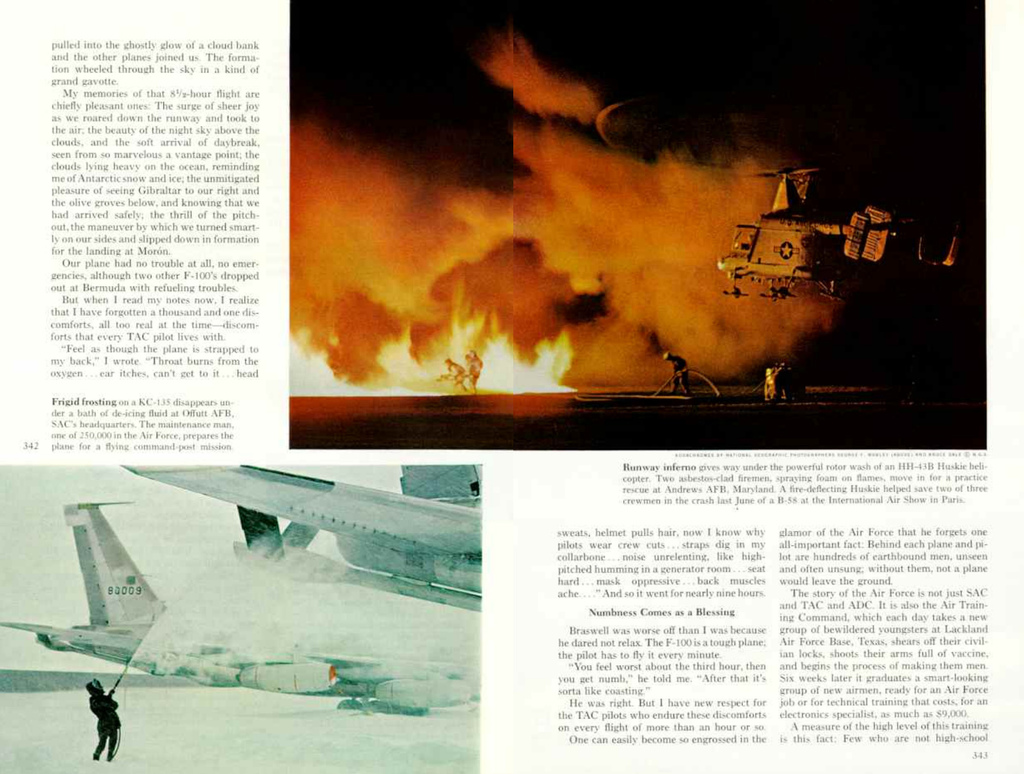 pulled into the ghostly glow of a cloud bank
and the other planes joined us. The forma-
tion wheeled through the sky in a kind of
grand gavotte.
My memories of that 8½-hour flight are
chiefly pleasant ones: The surge of sheer joy
as we roared down the runway and took to
the air; the beauty of the night sky above the
clouds, and the soft arrival of daybreak,
seen from so marvelous a vantage point; the
clouds lying heavy on the ocean, reminding
me of Antarctic snow and ice; the unmitigated
pleasure of seeing Gibraltar to our right and
the olive groves below, and knowing that we
had arrived safely; the thrill of the pitch-
out, the maneuver by which we turned smart-
ly on our sides and slipped down in formation
for the landing at Morón.
Our plane had no trouble at all, no emer-
gencies, although two other F-100's dropped
out at Bermuda with refueling troubles.
But when I read my notes now, I realize
that I have forgotten a thousand and one dis-
comforts, all too real at the time—discom-
forts that every TAC pilot lives with.
"Feel as though the plane is strapped to
my back," I wrote. "Throat burns from the
oxygen . . . ear itches, can't get to it . . . head
Frigid frosting on a KC-135 disappears un-
der a bath of de-icing fluid at Offutt AFB,
SAC's headquarters. The maintenance man,
one of 250,000 in the Air Force, prepares the
plane for a flying command-post mission.
342
KODACHROMES BY NATIONAL GEOGRAPHIC PHOTOGRAPHERS GEORGE F. MOBLEY (ABOVE) AND BRUCE DALE © N.G.S.
Runway inferno gives way under the powerful rotor wash of an HH-43B Huskie heli-
copter. Two asbestos-clad firemen, spraying foam on flames, move in for a practice
rescue at Andrews AFB, Maryland. A fire-deflecting Huskie helped save two of three
crewmen in the crash last June of a B-58 at the International Air Show in Paris.
80009
sweats, helmet pulls hair, now I know why
pilots wear crew cuts . . . straps dig in my
collarbone . . . noise unrelenting, like high-
pitched humming in a generator room . . . seat
hard . . . mask oppressive . . . back muscles
ache. . . ." And so it went for nearly nine hours.
Numbness Comes as a Blessing
Braswell was worse off than I was because
he dared not relax. The F-100 is a tough plane;
the pilot has to fly it every minute.
"You feel worst about the third hour, then
you get numb," he told me. "After that it's
sorta like coasting."
He was right. But I have new respect for
the TAC pilots who endure these discomforts
on every flight of more than an hour or so.
One can easily become so engrossed in the
glamor of the Air Force that he forgets one
all-important fact: Behind each plane and pi-
lot are hundreds of earthbound men, unseen
and often unsung; without them, not a plane
would leave the ground.
The story of the Air Force is not just SAC
and TAC and ADC. It is also the Air Train-
ing Command, which each day takes a new
group of bewildered youngsters at Lackland
Air Force Base, Texas, shears off their civil-
ian locks, shoots their arms full of vaccine,
and begins the process of making them men.
Six weeks later it graduates a smart-looking
group of new airmen, ready for an Air Force
job or for technical training that costs, for an
electronics specialist, as much as $9,000.
A measure of the high level of this training
is this fact: Few who are not high-school
343